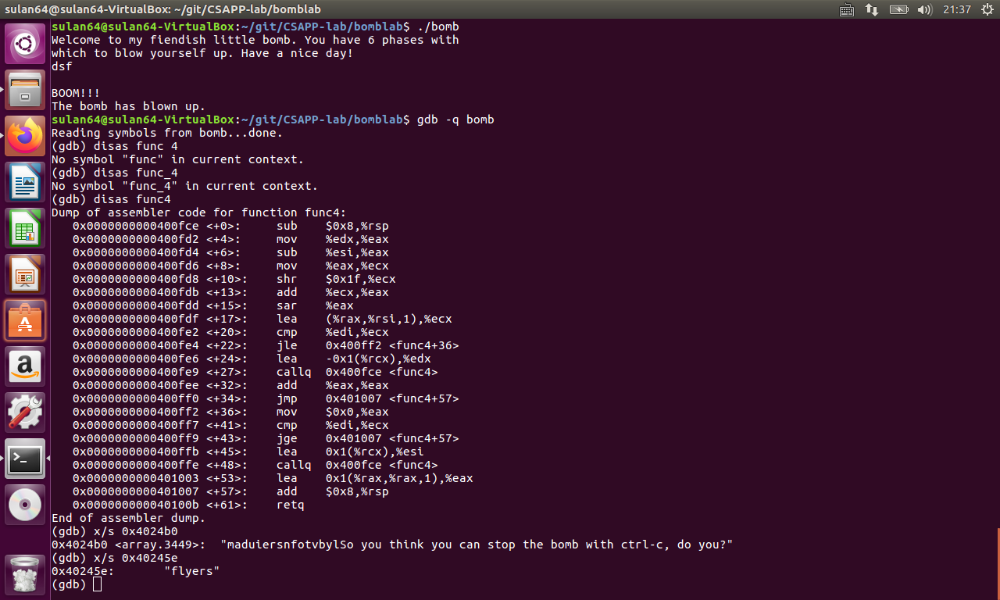 sulan64@sulan64-VirtualBox: ~/git/CSAPP-lab/bomblab 21:37
sulan64@sulan64-VirtualBox:~/git/CSAPP-lab/bomblab$ ./bomb
Welcome to my fiendish little bomb. You have 6 phases with
which to blow yourself up. Have a nice day!
dsf
BOOM!!!
The bomb has blown up.
sulan64@sulan64-VirtualBox:~/git/CSAPP-lab/bomblab$ gdb -q bomb
Reading symbols from bomb...done.
(gdb) disas func 4
No symbol "func" in current context.
(gdb) disas func_4
No symbol "func_4" in current context.
(gdb) disas func4
Dump of assembler code for function func4:
   0x0000000000400fce <+0>:     sub    $0x8,%rsp
   0x0000000000400fd2 <+4>:     mov    %edx,%eax
   0x0000000000400fd4 <+6>:     sub    %esi,%eax
   0x0000000000400fd6 <+8>:     mov    %eax,%ecx
   0x0000000000400fd8 <+10>:    shr    $0x1f,%ecx
   0x0000000000400fdb <+13>:    add    %ecx,%eax
   0x0000000000400fdd <+15>:    sar    %eax
   0x0000000000400fdf <+17>:    lea    (%rax,%rsi,1),%ecx
   0x0000000000400fe2 <+20>:    cmp    %edi,%ecx
   0x0000000000400fe4 <+22>:    jle    0x400ff2 <func4+36>
   0x0000000000400fe6 <+24>:    lea    -0x1(%rcx),%edx
   0x0000000000400fe9 <+27>:    callq  0x400fce <func4>
   0x0000000000400fee <+32>:    add    %eax,%eax
   0x0000000000400ff0 <+34>:    jmp    0x401007 <func4+57>
   0x0000000000400ff2 <+36>:    mov    $0x0,%eax
   0x0000000000400ff7 <+41>:    cmp    %edi,%ecx
   0x0000000000400ff9 <+43>:    jge    0x401007 <func4+57>
   0x0000000000400ffb <+45>:    lea    0x1(%rcx),%esi
   0x0000000000400ffe <+48>:    callq  0x400fce <func4>
   0x0000000000401003 <+53>:    lea    0x1(%rax,%rax,1),%eax
   0x0000000000401007 <+57>:    add    $0x8,%rsp
   0x000000000040100b <+61>:    retq
End of assembler dump.
(gdb) x/s 0x4024b0
0x4024b0 <array.3449>:  "maduiersnfotvbylSo you think you can stop the bomb with ctrl-c, do you?"
(gdb) x/s 0x40245e
0x40245e:       "flyers"
(gdb)